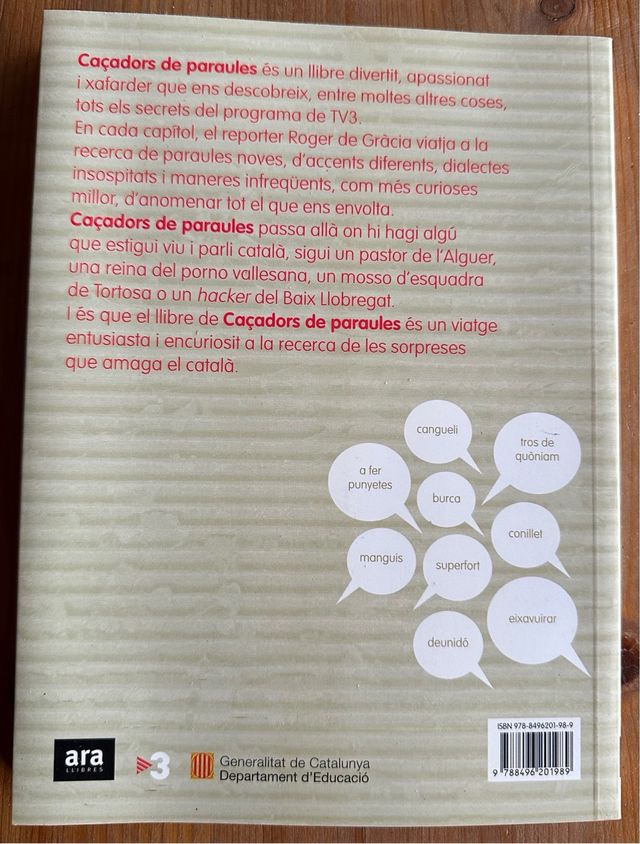 Caçadors de paraules és un llibre divertit, apassionat
i xafarder que ens descobreix, entre moltes altres coses,
tots els secrets del programa de TV3.
En cada capítol, el reporter Roger de Gràcia viatja a la
recerca de paraules noves, d'accents diferents, dialectes
insospitats i maneres infreqüents, com més curioses
millor, d'anomenar tot el que ens envolta.
Caçadors de paraules passa allà on hi hagi algú
que estigui viu i parli català, sigui un pastor de l'Alguer,
una reina del porno vallesana, un mosso d'esquadra
de Tortosa o un hacker del Baix Llobregat.
I és que el llibre de Caçadors de paraules és un viatge
entusiasta i encuriosit a la recerca de les sorpreses
que amaga el català.
cangueli
tros de
quòniam
a fer
punyetes
burca
conillet
manguis
superfort
eixavuirar
deunidó
ISBN 978-8496201-98-9
9 788496 201989
ara
LLIBRES
3
Generalitat de Catalunya
Departament d'Educació